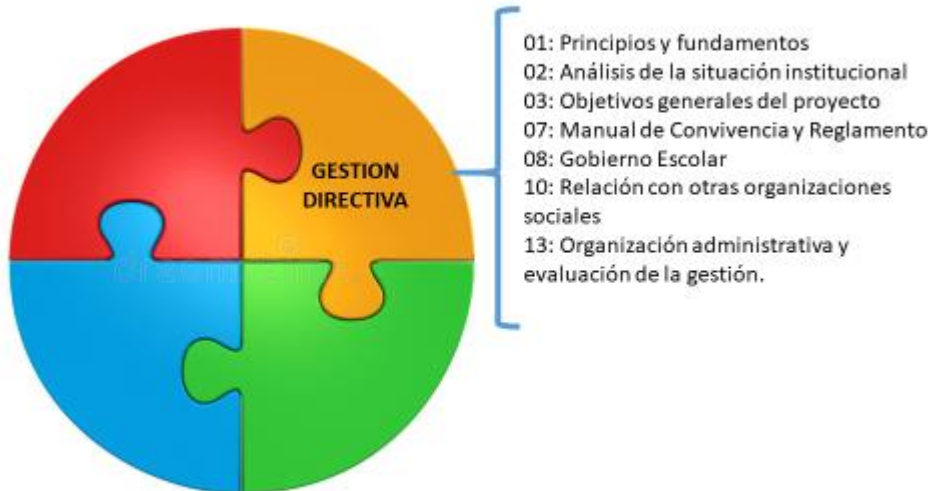 GESTION
DIRECTIVA
01: Principios y fundamentos
02: Análisis de la situación institucional
03: Objetivos generales del proyecto
07: Manual de Convivencia y Reglamento
08: Gobierno Escolar
10: Relación con otras organizaciones
sociales
13: Organización administrativa y
evaluación de la gestión.